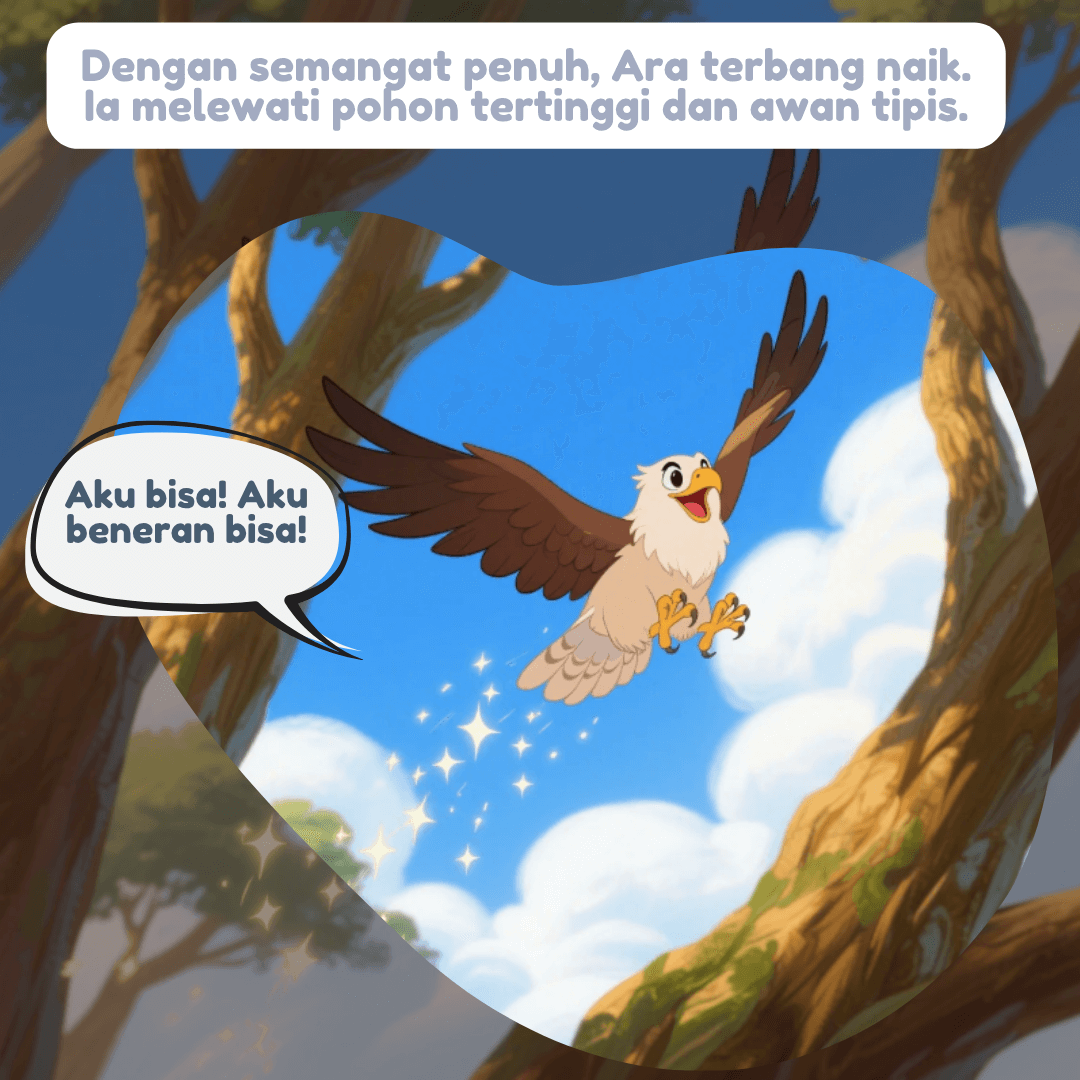 Dengan semangat penuh, Ara terbang naik.
Ia melewati pohon tertinggi dan awan tipis.
Aku bisa! Aku
beneran bisa!